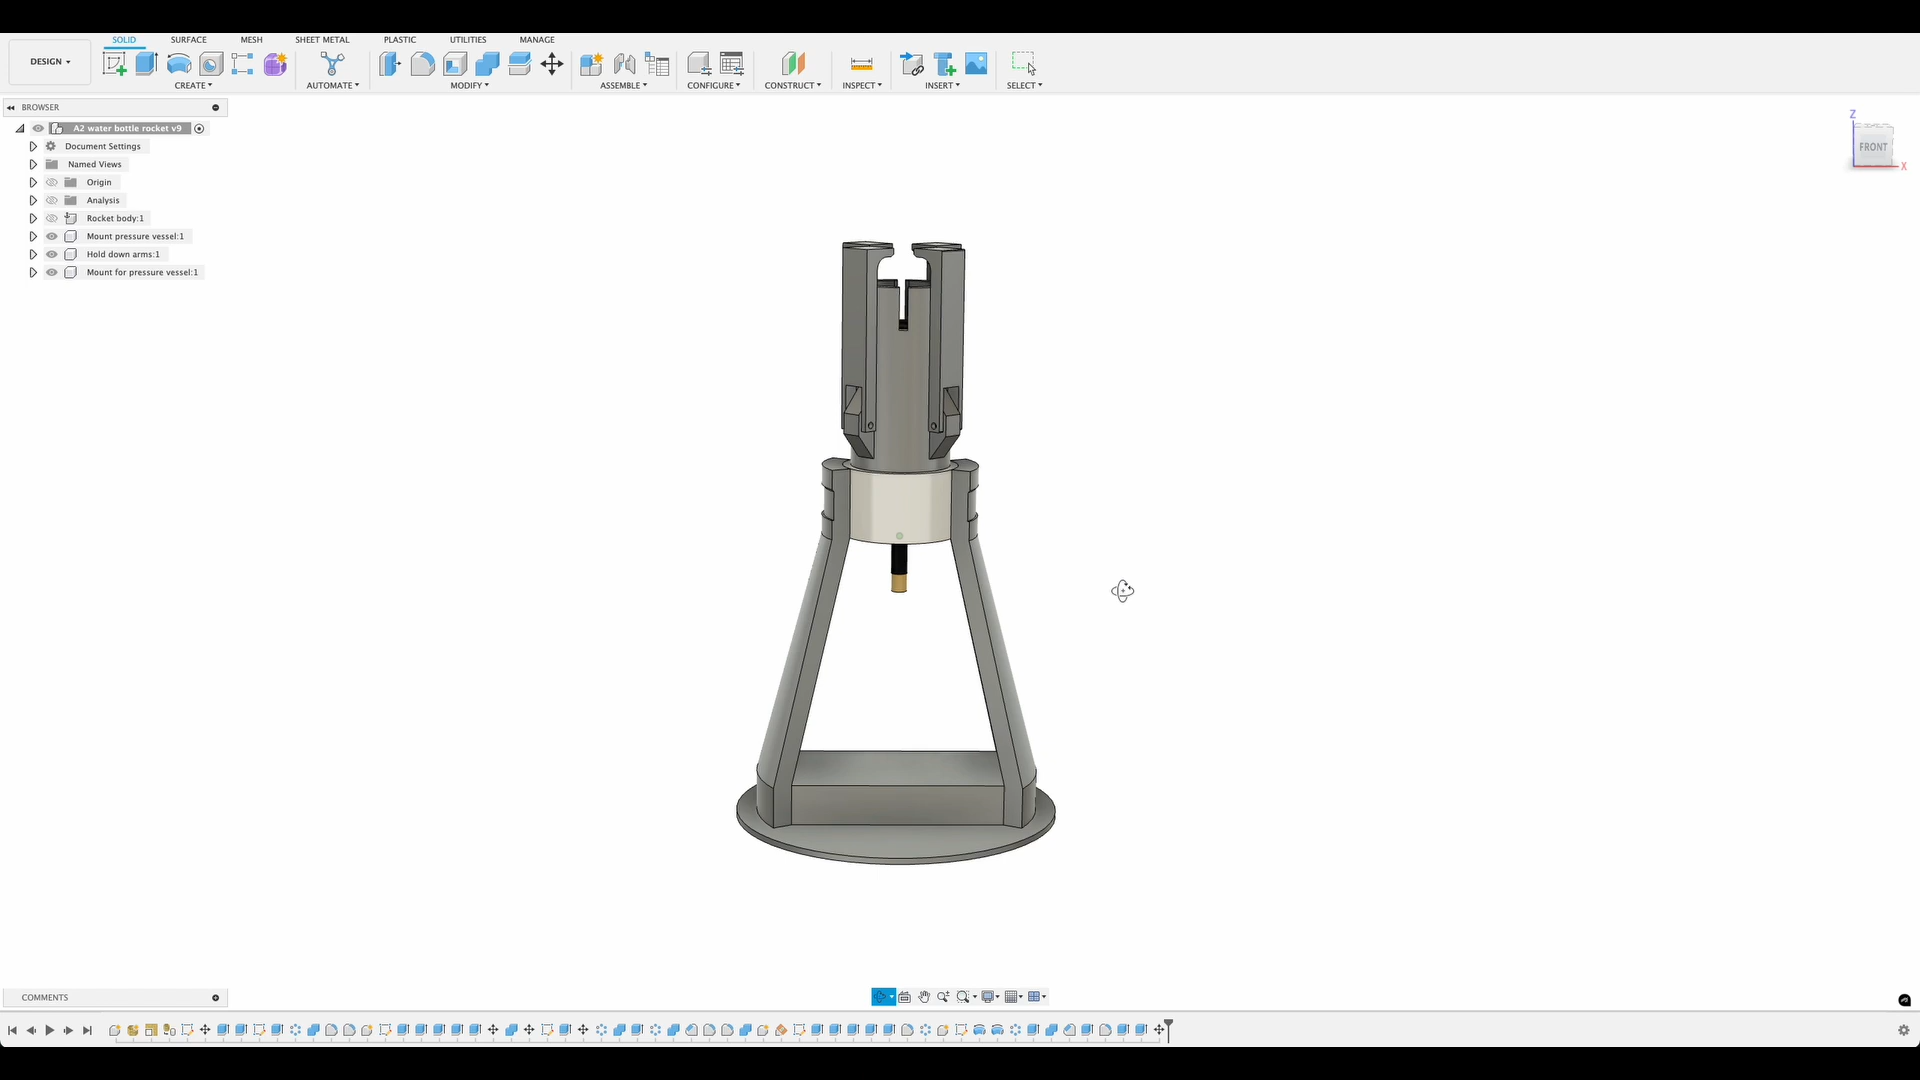 SOLID SURFACE MESH SHEET METAL PLASTIC UTILITIES MANAGE
DESIGN
CREATE AUTOMATE MODIFY ASSEMBLE CONFIGURE CONSTRUCT INSPECT INSERT SELECT
BROWSER
A2 water bottle rocket v9
Document Settings
Named Views
Origin
Analysis
Rocket body:1
Mount pressure vessel:1
Hold down arms:1
Mount for pressure vessel:1
Z
FRONT
X
COMMENTS